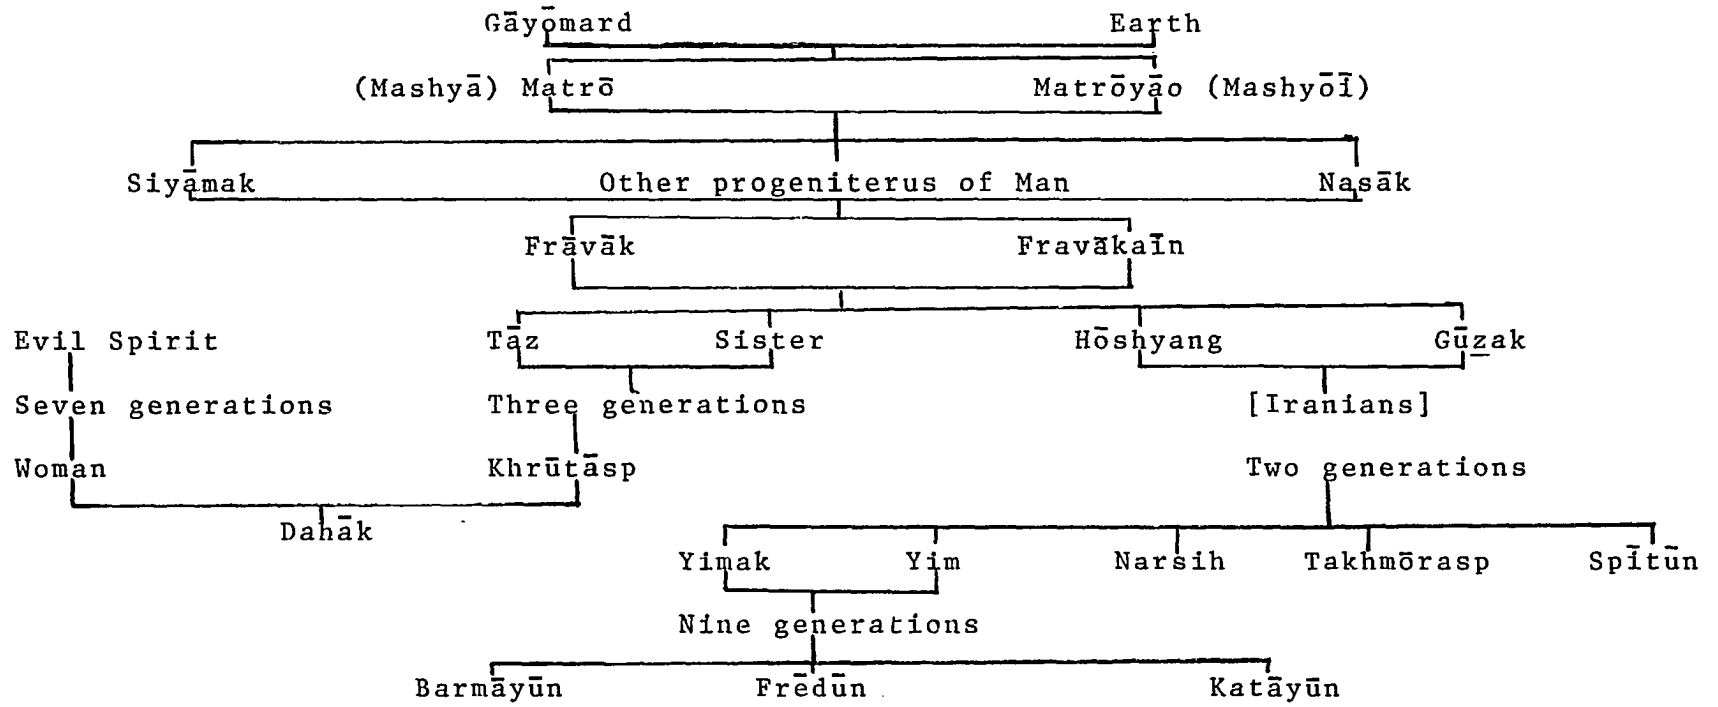 Gāyōmard Earth
(Mashyā) Matrō Matrōyāo (Mashyōī)
Siyāmak Other progeniterus of Man Nasāk
Frāvāk Fravākaīn
Evil Spirit Tāz Sister Hōshyang Gūẕak
Seven generations Three generations [Iranians]
Woman Khrūtāsp Two generations
Dahāk
Yimak Yim Narsih Takhmōrasp Spītūn
Nine generations
Barmāyūn Frēdūn Katāyūn